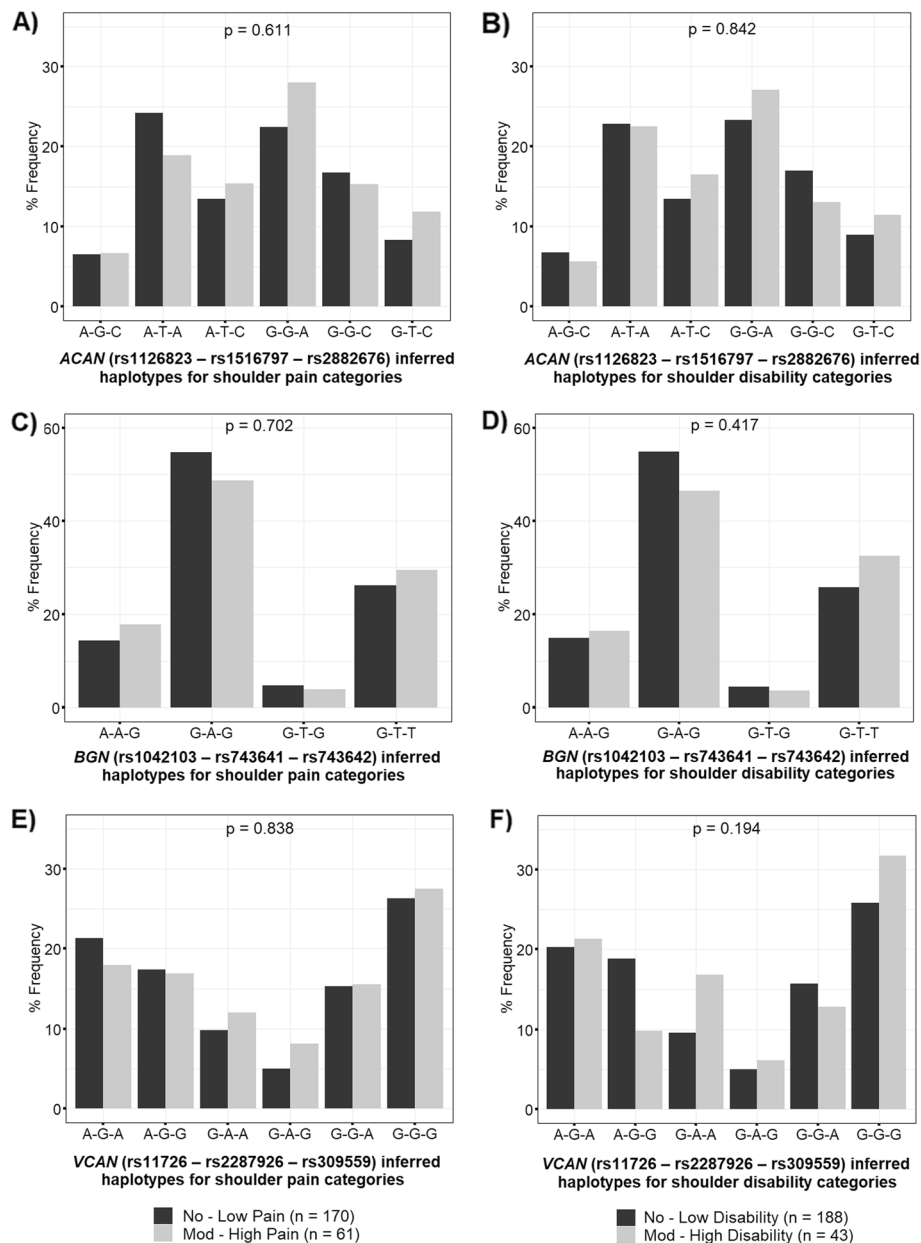 A)
p = 0.611
% Frequency
30
20
10
0
A-G-C A-T-A A-T-C G-G-A G-G-C G-T-C
ACAN (rs1126823 – rs1516797 – rs2882676) inferred
haplotypes for shoulder pain categories
B)
p = 0.842
% Frequency
30
20
10
0
A-G-C A-T-A A-T-C G-G-A G-G-C G-T-C
ACAN (rs1126823 – rs1516797 – rs2882676) inferred
haplotypes for shoulder disability categories
C)
p = 0.702
% Frequency
60
40
20
0
A-A-G G-A-G G-T-G G-T-T
BGN (rs1042103 – rs743641 – rs743642) inferred
haplotypes for shoulder pain categories
D)
p = 0.417
% Frequency
60
40
20
0
A-A-G G-A-G G-T-G G-T-T
BGN (rs1042103 – rs743641 – rs743642) inferred
haplotypes for shoulder disability categories
E)
p = 0.838
% Frequency
30
20
10
0
A-G-A A-G-G G-A-A G-A-G G-G-A G-G-G
VCAN (rs11726 – rs2287926 – rs309559) inferred
haplotypes for shoulder pain categories
No - Low Pain (n = 170)
Mod - High Pain (n = 61)
F)
p = 0.194
% Frequency
30
20
10
0
A-G-A A-G-G G-A-A G-A-G G-G-A G-G-G
VCAN (rs11726 – rs2287926 – rs309559) inferred
haplotypes for shoulder disability categories
No - Low Disability (n = 188)
Mod - High Disability (n = 43)